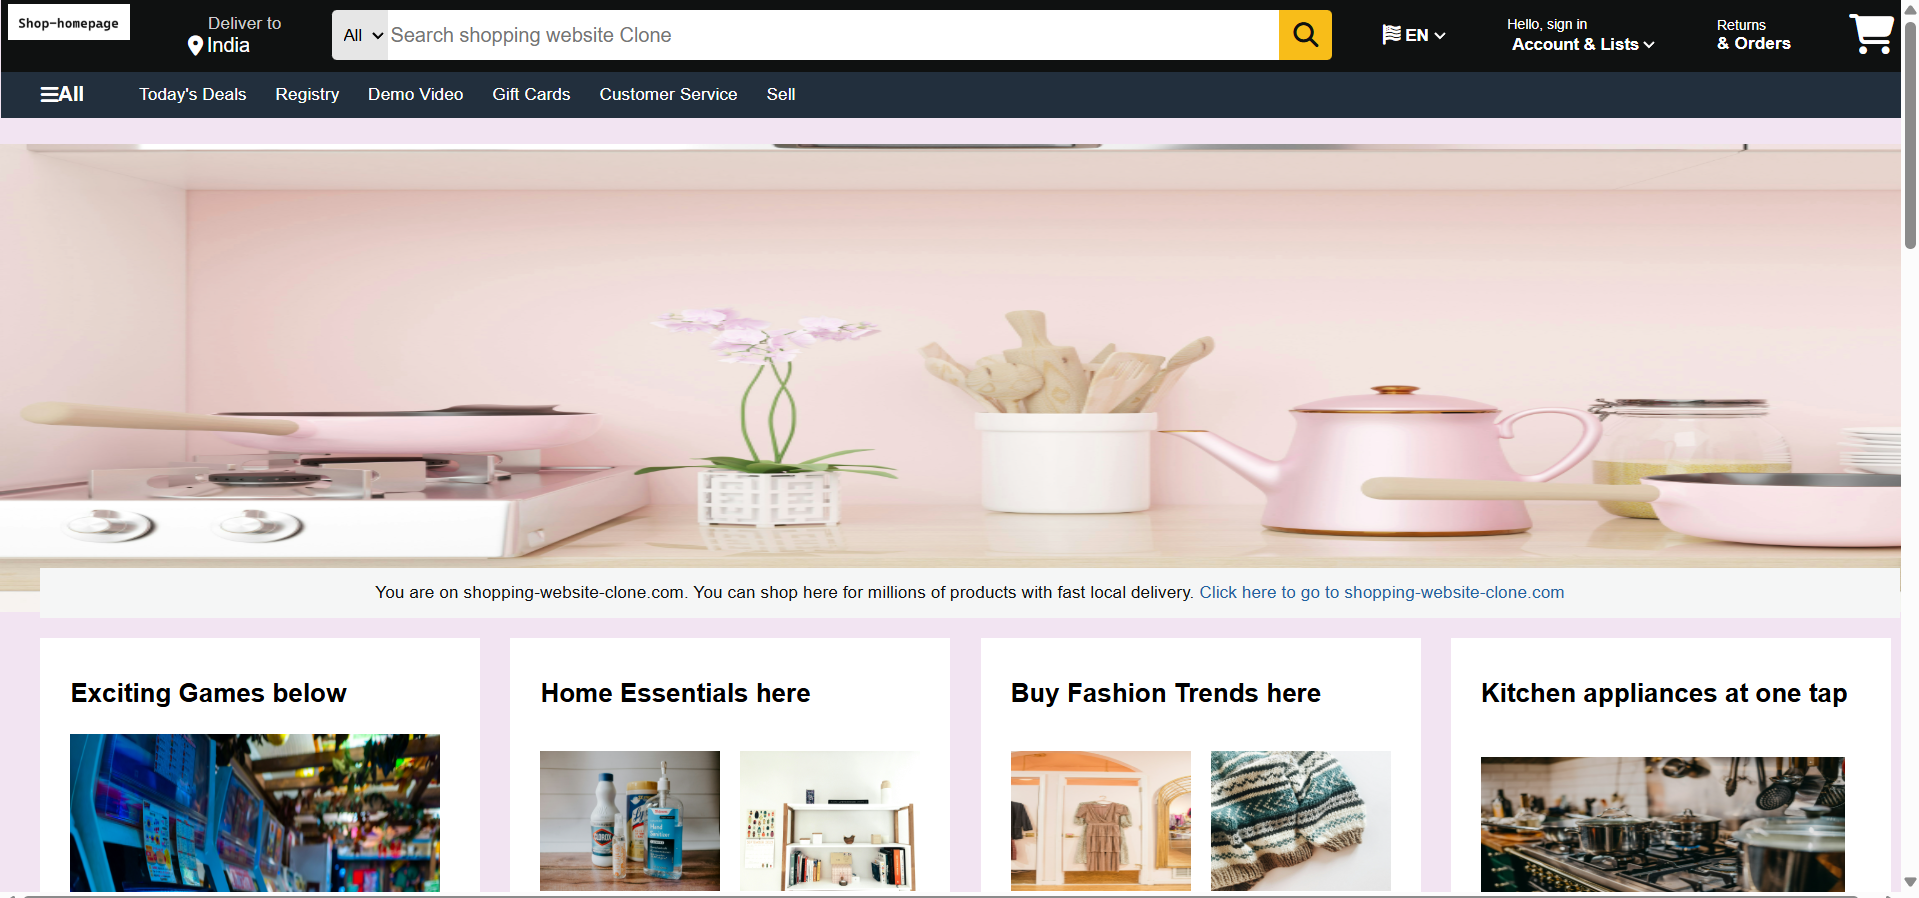 Shop-homepage
Deliver to
India
All
Search shopping website Clone
EN
Hello, sign in
Account & Lists
Returns
& Orders
All
Today's Deals
Registry
Demo Video
Gift Cards
Customer Service
Sell
You are on shopping-website-clone.com. You can shop here for millions of products with fast local delivery. Click here to go to shopping-website-clone.com
Exciting Games below
Home Essentials here
Buy Fashion Trends here
Kitchen appliances at one tap
CLOROX
Hand
Sanitizer